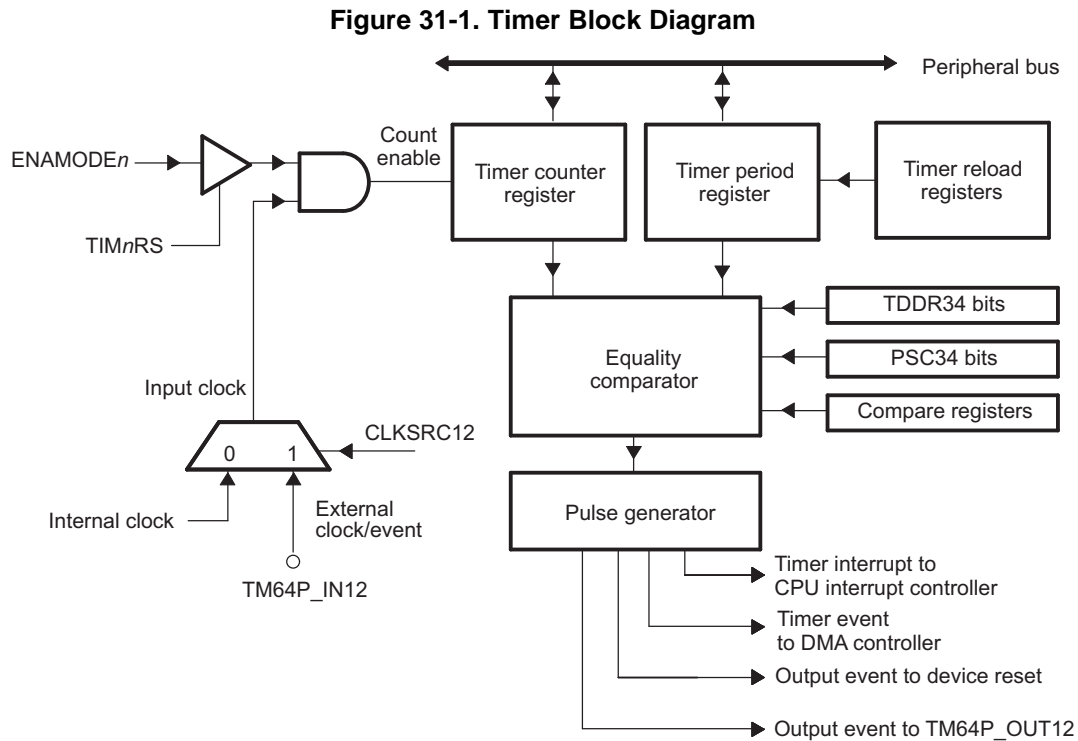 Figure 31-1. Timer Block Diagram
Peripheral bus
ENAMODEn
Count
enable
Timer counter
register
Timer period
register
Timer reload
registers
TIMnRS
TDDR34 bits
Equality
comparator
PSC34 bits
Input clock
Compare registers
CLKSRC12
0 1
Internal clock
External
clock/event
Pulse generator
TM64P_IN12
Timer interrupt to
CPU interrupt controller
Timer event
to DMA controller
Output event to device reset
Output event to TM64P_OUT12